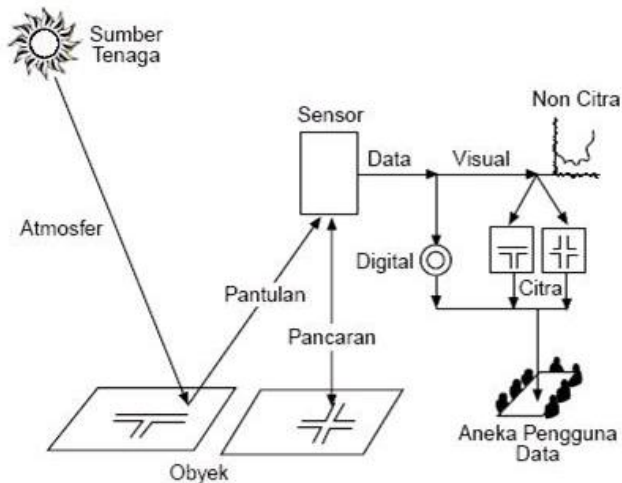 Sumber
Tenaga
Non Citra
Sensor
Data
Visual
Atmosfer
Digital
Citra
Pantulan
Pancaran
Aneka Pengguna
Data
Obyek